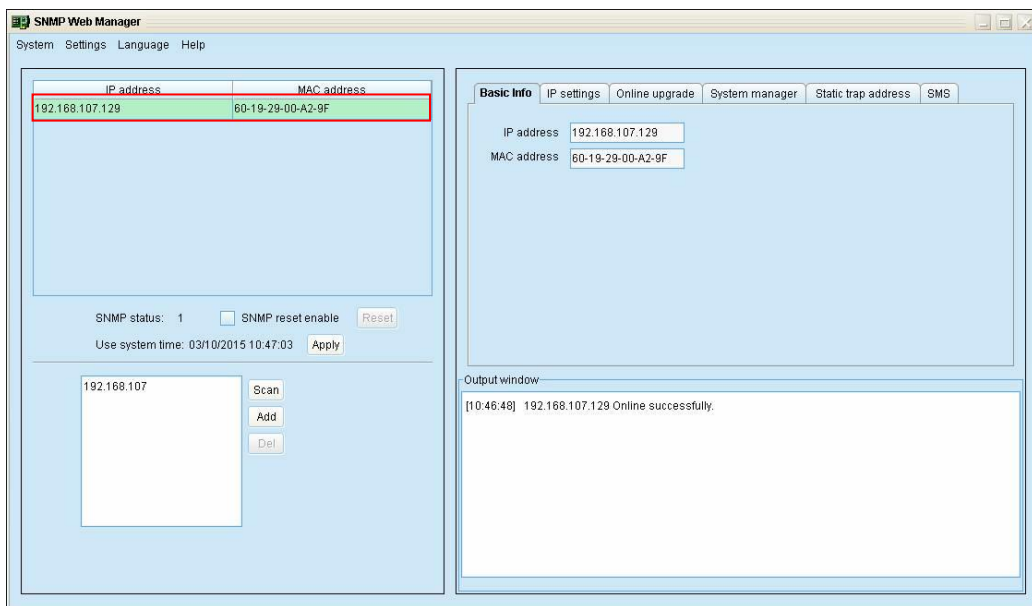 SNMP Web Manager
System Settings Language Help
IP address MAC address
192.168.107.129 60-19-29-00-A2-9F
SNMP status: 1 SNMP reset enable Reset
Use system time: 03/10/2015 10:47:03 Apply
192.168.107
Scan
Add
Del
Basic Info IP settings Online upgrade System manager Static trap address SMS
IP address 192.168.107.129
MAC address 60-19-29-00-A2-9F
Output window
[10:46:48] 192.168.107.129 Online successfully.